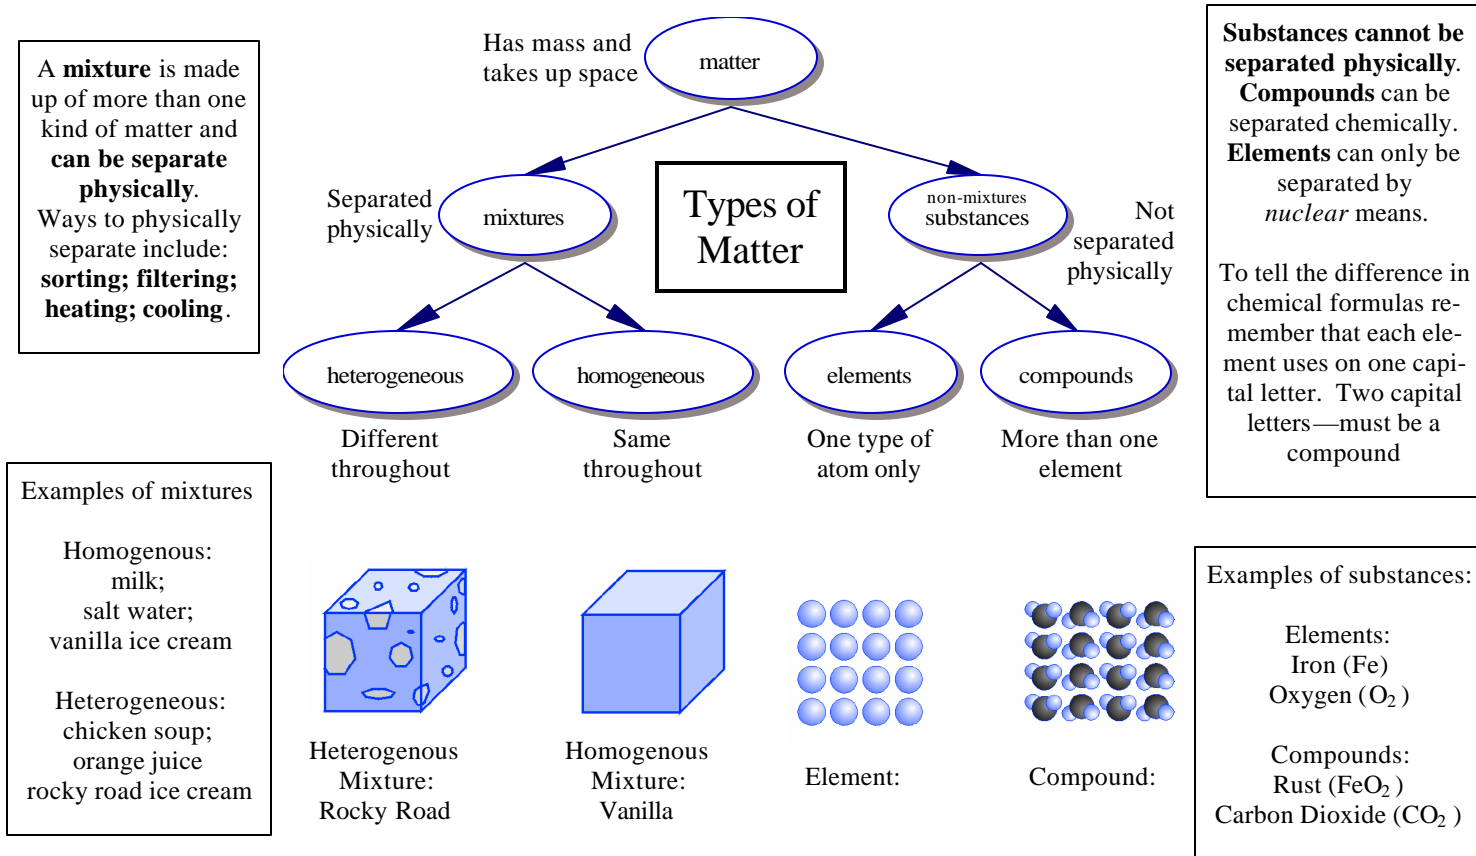 A mixture is made
up of more than one
kind of matter and
can be separate
physically.
Ways to physically
separate include:
sorting; filtering;
heating; cooling.
Has mass and
takes up space
matter
Separated
physically
mixtures
Types of
Matter
non-mixtures
substances
Not
separated
physically
heterogeneous
homogeneous
elements
compounds
Different
throughout
Same
throughout
One type of
atom only
More than one
element
Substances cannot be
separated physically.
Compounds can be
separated chemically.
Elements can only be
separated by
nuclear means.
To tell the difference in
chemical formulas re-
member that each ele-
ment uses on one capi-
tal letter. Two capital
letters—must be a
compound
Examples of mixtures
Homogenous:
milk;
salt water;
vanilla ice cream
Heterogeneous:
chicken soup;
orange juice
rocky road ice cream
Heterogenous
Mixture:
Rocky Road
Homogenous
Mixture:
Vanilla
Element:
Compound:
Examples of substances:
Elements:
Iron (Fe)
Oxygen (O₂)
Compounds:
Rust (FeO₂)
Carbon Dioxide (CO₂)